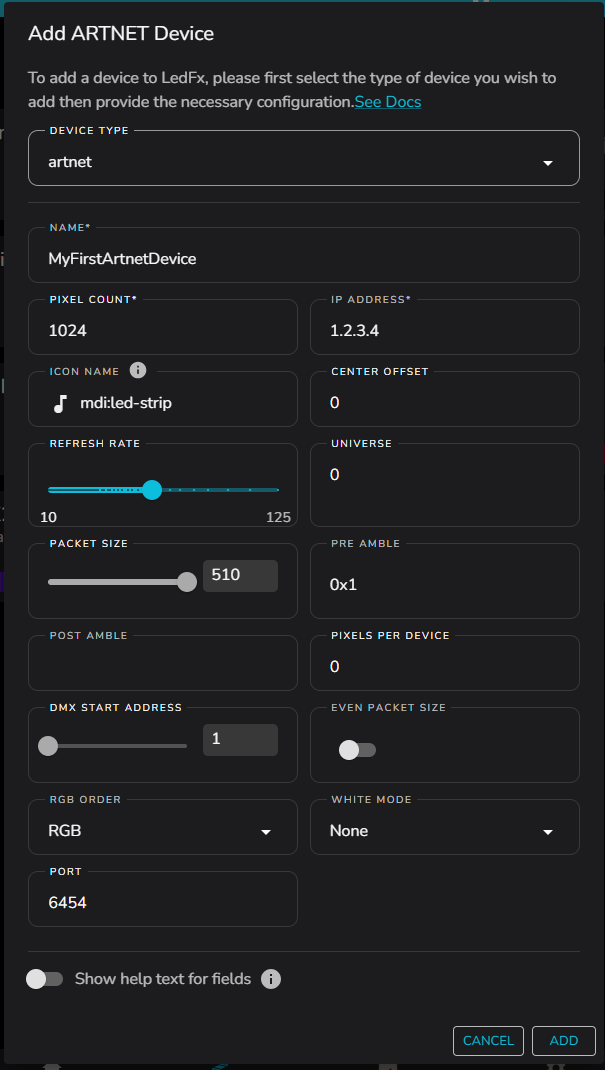 Add ARTNET Device
To add a device to LedFx, please first select the type of device you wish to
add then provide the necessary configuration.See Docs
DEVICE TYPE
artnet
NAME*
MyFirstArtnetDevice
PIXEL COUNT*
1024
IP ADDRESS*
1.2.3.4
ICON NAME
mdi:led-strip
CENTER OFFSET
0
REFRESH RATE
10
125
UNIVERSE
0
PACKET SIZE
510
PRE AMBLE
0x1
POST AMBLE
PIXELS PER DEVICE
0
DMX START ADDRESS
1
EVEN PACKET SIZE
RGB ORDER
RGB
WHITE MODE
None
PORT
6454
Show help text for fields
CANCEL
ADD